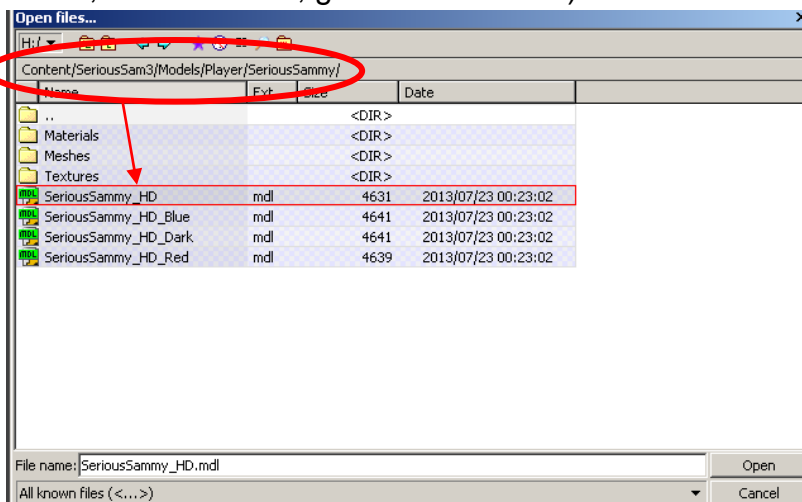 Open files...
H:/
Content/SeriousSam3/Models/Player/SeriousSammy/
Name Ext Size Date
.. <DIR>
Materials <DIR>
Meshes <DIR>
Textures <DIR>
SeriousSammy_HD mdl 4631 2013/07/23 00:23:02
SeriousSammy_HD_Blue mdl 4641 2013/07/23 00:23:02
SeriousSammy_HD_Dark mdl 4641 2013/07/23 00:23:02
SeriousSammy_HD_Red mdl 4639 2013/07/23 00:23:02
File name: SeriousSammy_HD.mdl Open
All known files (<...>) Cancel